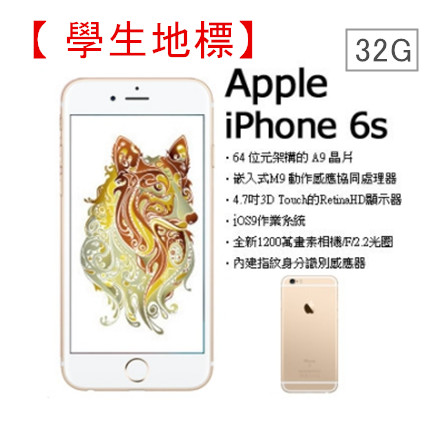 【學生地標】
32G
Apple
iPhone 6s
・64 位元架構的 A9 晶片
・嵌入式M9 動作感應協同處理器
・4.7吋3D Touch的RetinaHD顯示器
・iOS9作業系統
・全新1200萬畫素相機/F/2.2光圈
・內建指紋身分識別感應器